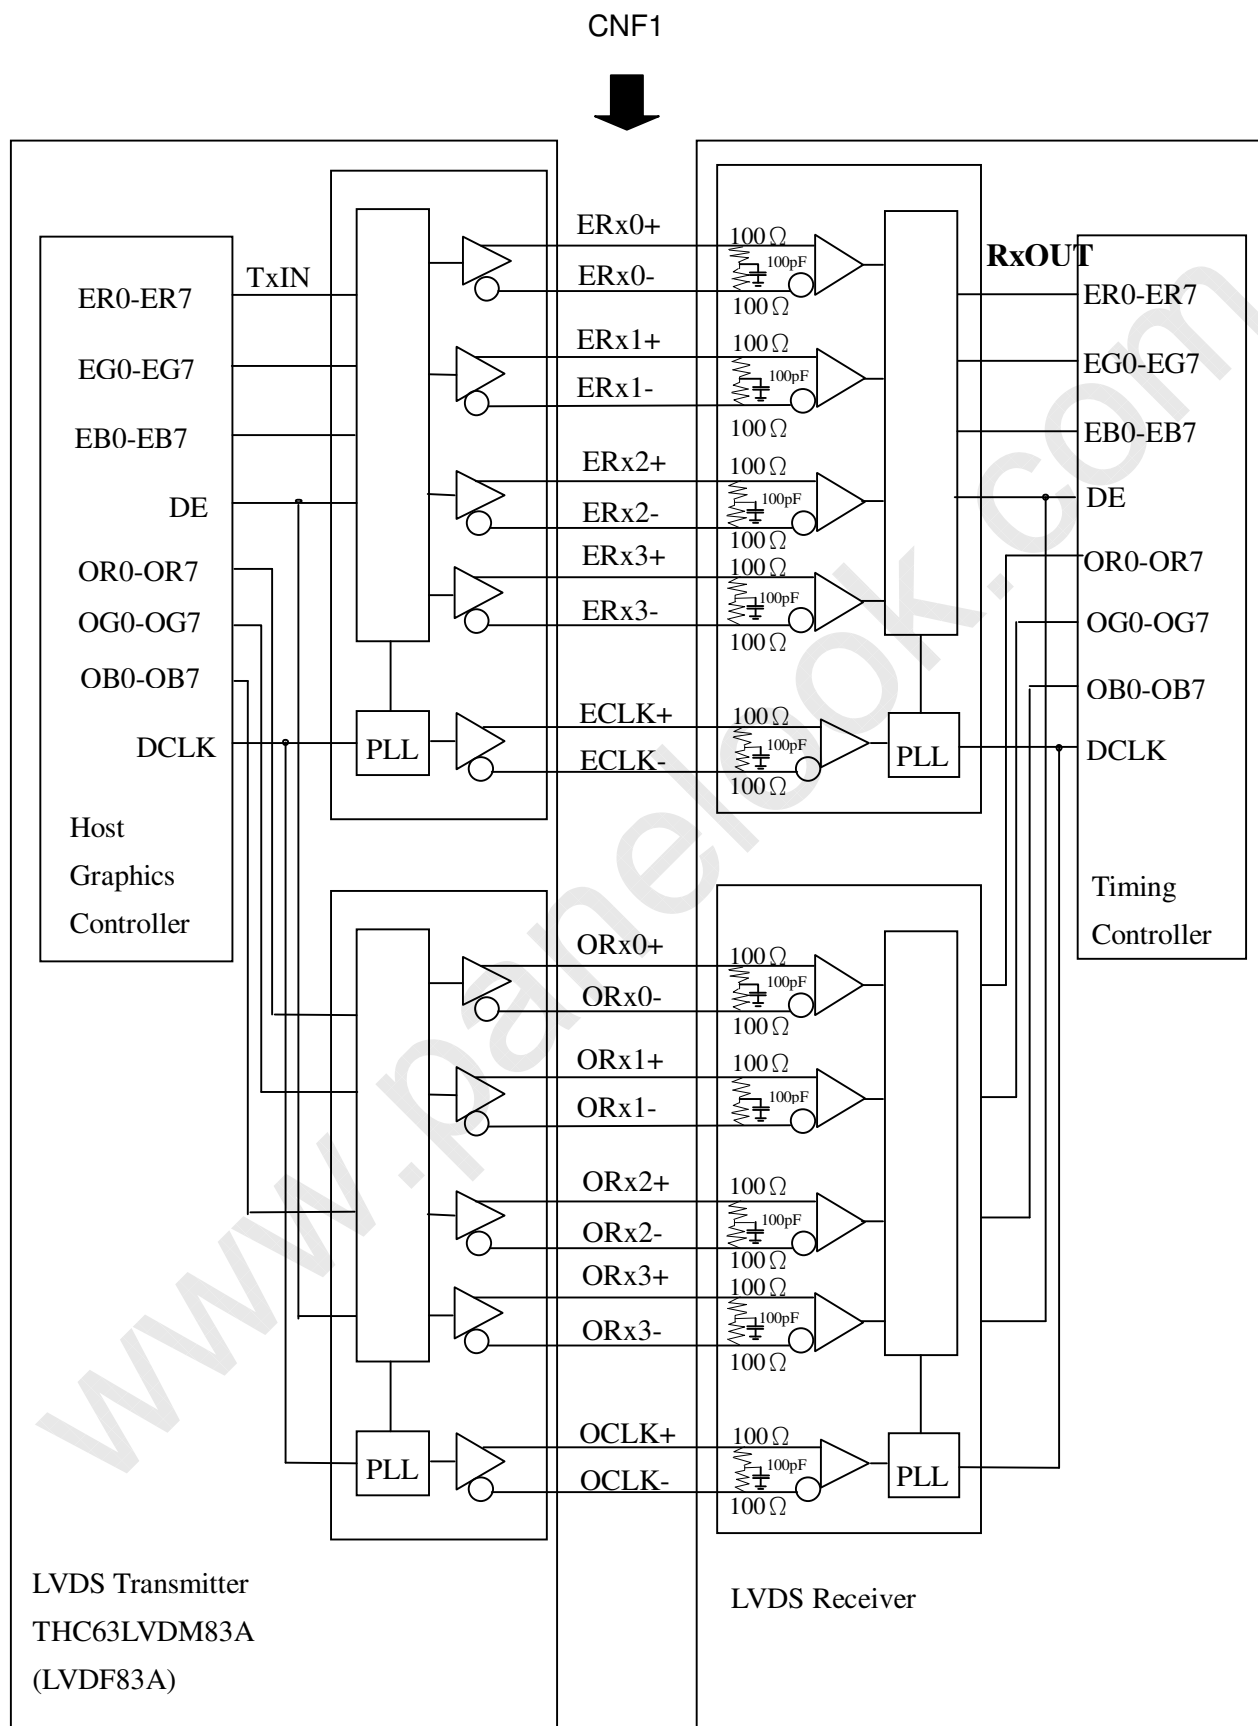 CNF1
TxIN
ER0-ER7
EG0-EG7
EB0-EB7
DE
OR0-OR7
OG0-OG7
OB0-OB7
DCLK
Host
Graphics
Controller
PLL
PLL
LVDS Transmitter
THC63LVDM83A
(LVDF83A)
ERx0+
ERx0-
ERx1+
ERx1-
ERx2+
ERx2-
ERx3+
ERx3-
ECLK+
ECLK-
ORx0+
ORx0-
ORx1+
ORx1-
ORx2+
ORx2-
ORx3+
ORx3-
OCLK+
OCLK-
100Ω
100pF
100Ω
100Ω
100pF
100Ω
100Ω
100pF
100Ω
100Ω
100pF
100Ω
100Ω
100pF
100Ω
PLL
100Ω
100pF
100Ω
100Ω
100pF
100Ω
100Ω
100pF
100Ω
100Ω
100pF
100Ω
100Ω
100pF
100Ω
PLL
LVDS Receiver
RxOUT
ER0-ER7
EG0-EG7
EB0-EB7
DE
OR0-OR7
OG0-OG7
OB0-OB7
DCLK
Timing
Controller
www.panelook.com